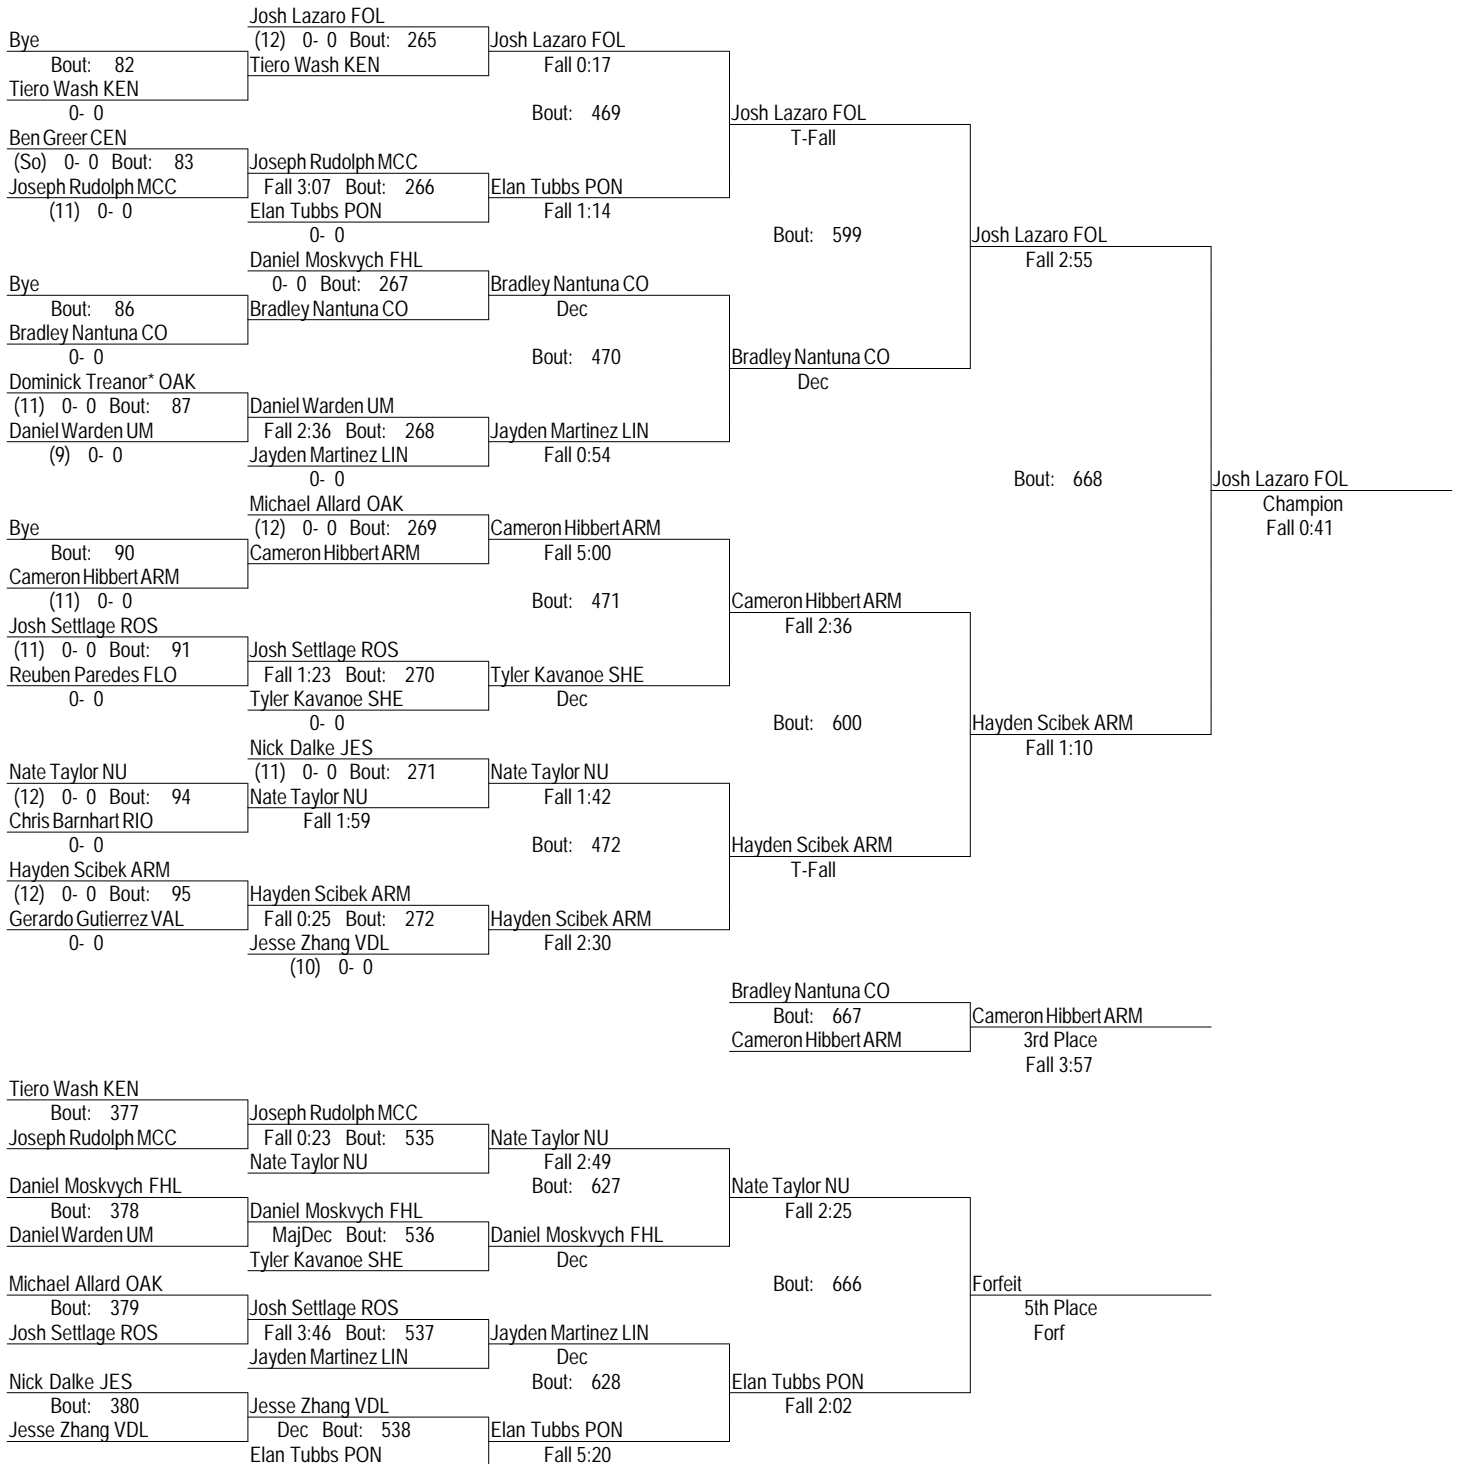 Josh Lazaro FOL
Bye (12) 0- 0 Bout: 265 Josh Lazaro FOL
Bout: 82 Tiero Wash KEN Fall 0:17
Tiero Wash KEN
0- 0 Bout: 469 Josh Lazaro FOL
Ben Greer CEN T-Fall
(So) 0- 0 Bout: 83 Joseph Rudolph MCC
Joseph Rudolph MCC Fall 3:07 Bout: 266 Elan Tubbs PON
(11) 0- 0 Elan Tubbs PON Fall 1:14
0- 0 Bout: 599 Josh Lazaro FOL
Daniel Moskvych FHL Fall 2:55
Bye 0- 0 Bout: 267 Bradley Nantuna CO
Bout: 86 Bradley Nantuna CO Dec
Bradley Nantuna CO
0- 0 Bout: 470 Bradley Nantuna CO
Dominick Treanor* OAK Dec
(11) 0- 0 Bout: 87 Daniel Warden UM
Daniel Warden UM Fall 2:36 Bout: 268 Jayden Martinez LIN
(9) 0- 0 Jayden Martinez LIN Fall 0:54
0- 0 Bout: 668 Josh Lazaro FOL
Michael Allard OAK Champion
Bye (12) 0- 0 Bout: 269 Cameron Hibbert ARM Fall 0:41
Bout: 90 Cameron Hibbert ARM Fall 5:00
Cameron Hibbert ARM
(11) 0- 0 Bout: 471 Cameron Hibbert ARM
Josh Settlage ROS Fall 2:36
(11) 0- 0 Bout: 91 Josh Settlage ROS
Reuben Paredes FLO Fall 1:23 Bout: 270 Tyler Kavanoe SHE
0- 0 Tyler Kavanoe SHE Dec
0- 0 Bout: 600 Hayden Scibek ARM
Nick Dalke JES Fall 1:10
Nate Taylor NU (11) 0- 0 Bout: 271 Nate Taylor NU
(12) 0- 0 Bout: 94 Nate Taylor NU Fall 1:42
Chris Barnhart RIO Fall 1:59
0- 0 Bout: 472 Hayden Scibek ARM
Hayden Scibek ARM T-Fall
(12) 0- 0 Bout: 95 Hayden Scibek ARM
Gerardo Gutierrez VAL Fall 0:25 Bout: 272 Hayden Scibek ARM
0- 0 Jesse Zhang VDL Fall 2:30
(10) 0- 0
Bradley Nantuna CO
Bout: 667 Cameron Hibbert ARM
Cameron Hibbert ARM 3rd Place
Fall 3:57
Tiero Wash KEN
Bout: 377 Joseph Rudolph MCC
Joseph Rudolph MCC Fall 0:23 Bout: 535 Nate Taylor NU
Nate Taylor NU Fall 2:49
Daniel Moskvych FHL Bout: 627 Nate Taylor NU
Bout: 378 Daniel Moskvych FHL Fall 2:25
Daniel Warden UM MajDec Bout: 536 Daniel Moskvych FHL
Tyler Kavanoe SHE Dec
Michael Allard OAK Bout: 666 Forfeit
Bout: 379 Josh Settlage ROS 5th Place
Josh Settlage ROS Fall 3:46 Bout: 537 Jayden Martinez LIN Forf
Jayden Martinez LIN Dec
Nick Dalke JES Bout: 628 Elan Tubbs PON
Bout: 380 Jesse Zhang VDL Fall 2:02
Jesse Zhang VDL Dec Bout: 538 Elan Tubbs PON
Elan Tubbs PON Fall 5:20